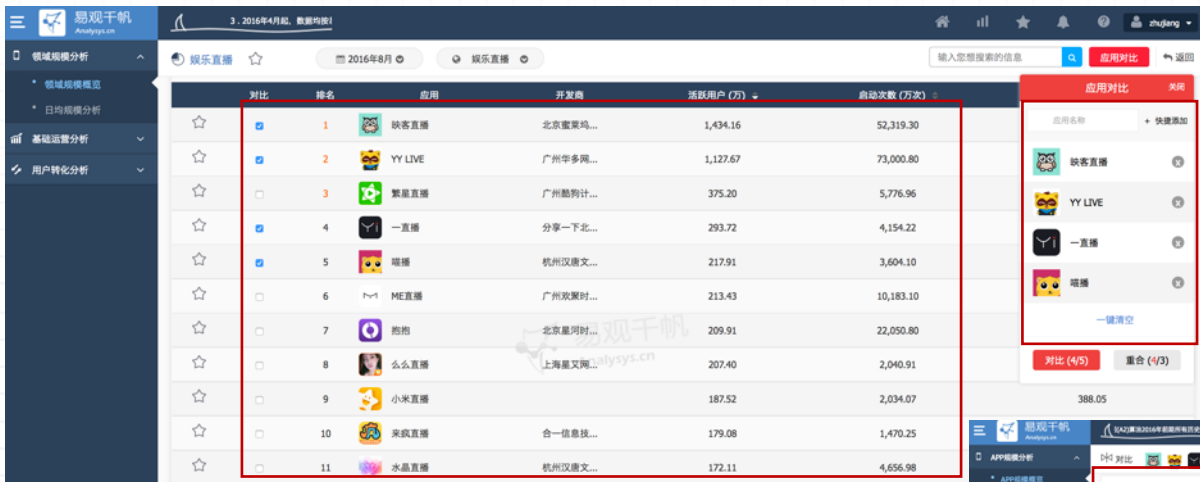 易观千帆
Analysys.cn
3 . 2016年4月起，数据均按
zhujiang
领域规模分析
领域规模概览
日均规模分析
基础运营分析
用户转化分析
娱乐直播
2016年8月
娱乐直播
输入您想搜索的信息
应用对比
返回
对比 排名 应用 开发商 活跃用户 (万) 启动次数 (万次)
1 映客直播 北京蜜莱坞... 1,434.16 52,319.30
2 YY LIVE 广州华多网... 1,127.67 73,000.80
3 繁星直播 广州酷狗计... 375.20 5,776.96
4 一直播 分享一下北... 293.72 4,154.22
5 喵播 杭州汉唐文... 217.91 3,604.10
6 ME直播 广州欢聚时... 213.43 10,183.10
7 抱抱 北京星河时... 209.91 22,050.80
8 么么直播 上海星艾网... 207.40 2,040.91
9 小米直播 187.52 2,034.07 388.05
10 来疯直播 合一信息技... 179.08 1,470.25
11 水晶直播 杭州汉唐文... 172.11 4,656.98
易观千帆
Analysys.cn
应用对比 关闭
应用名称 + 快捷添加
映客直播
YY LIVE
一直播
喵播
一键清空
对比 (4/5) 重合 (4/3)
易观千帆
Analysys.cn
APP规模分析
APP规模概览
对比